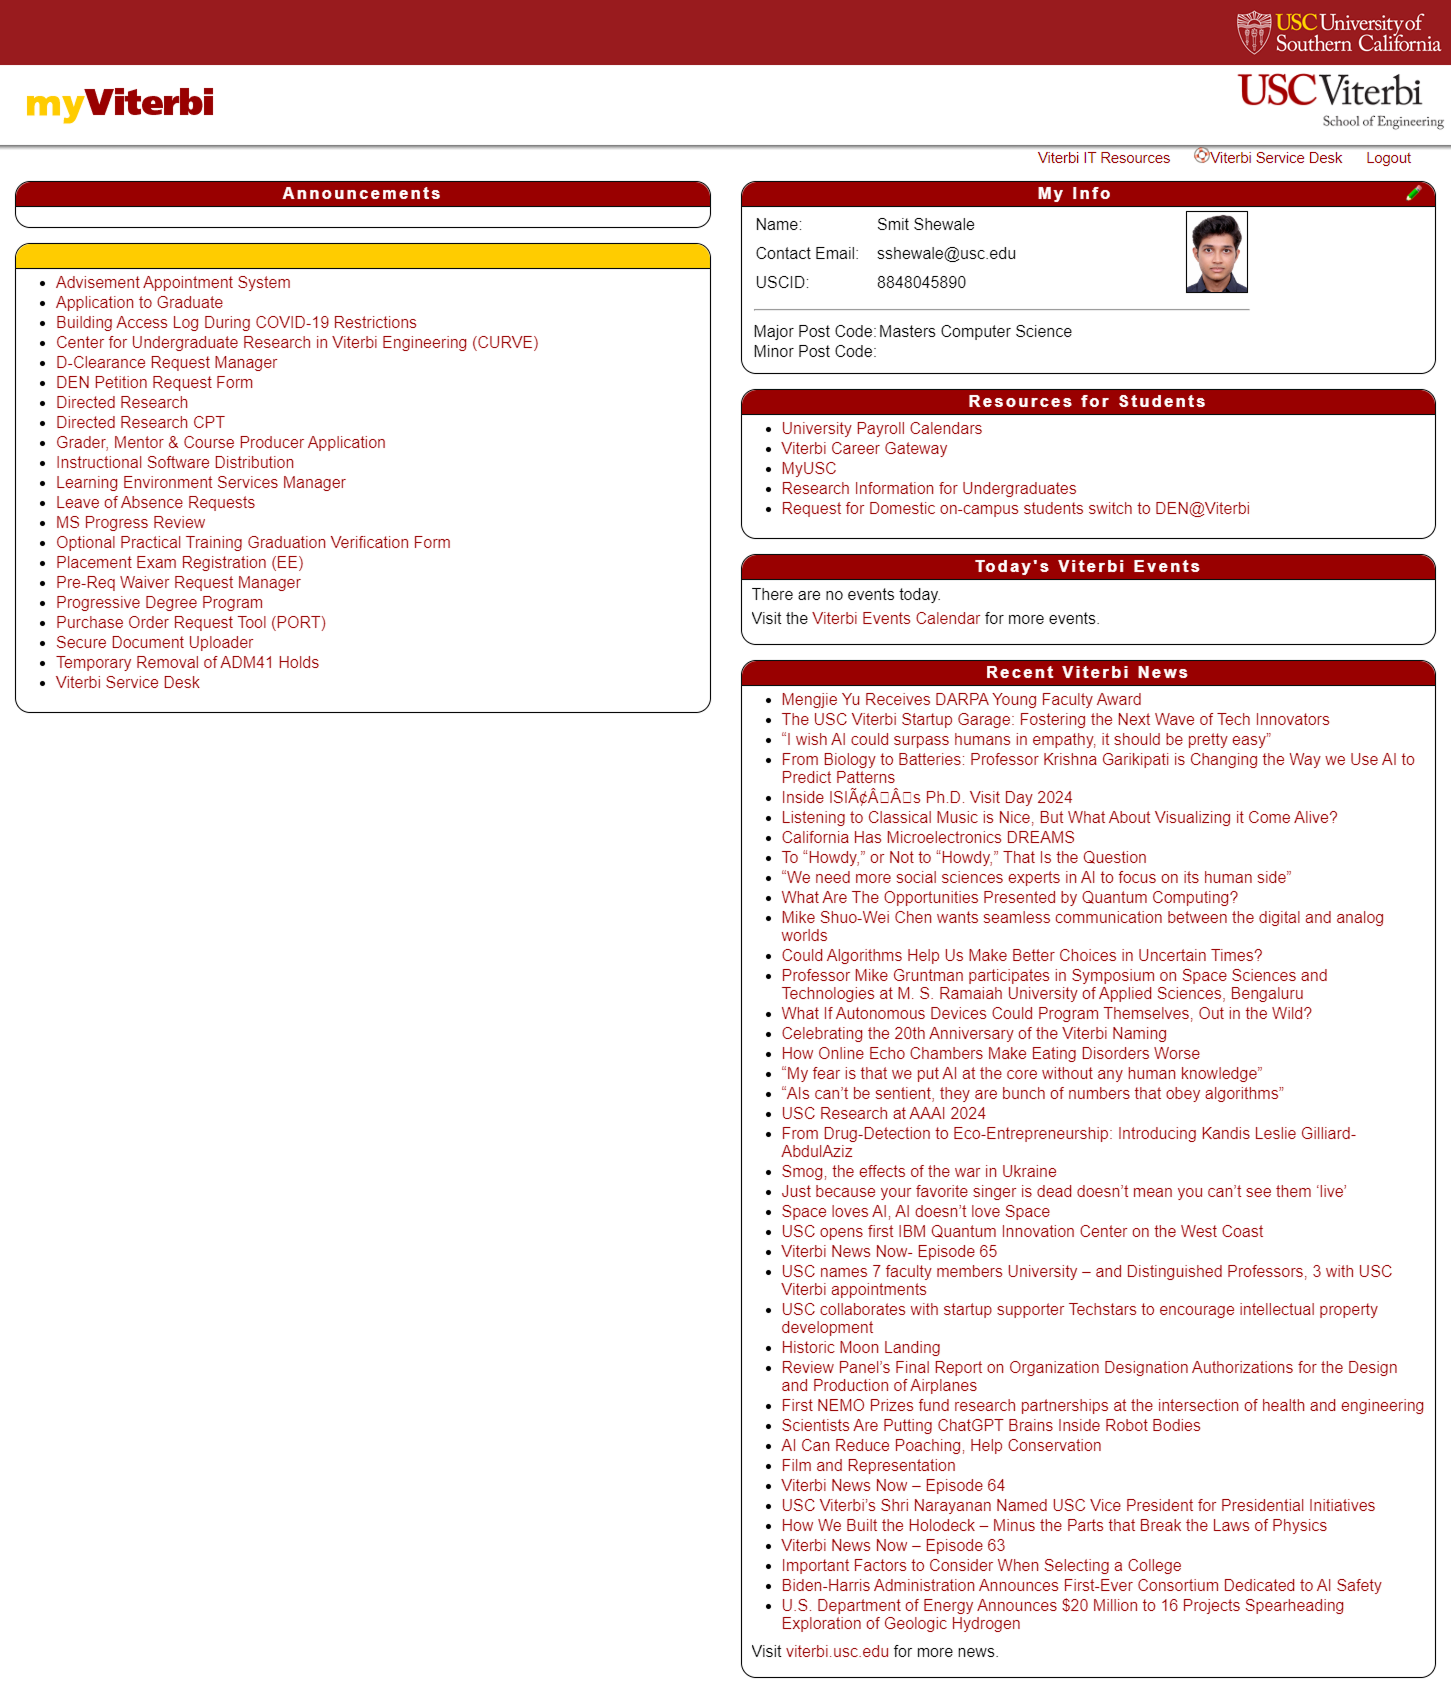 USC University of
Southern California
myViterbi
USC Viterbi
School of Engineering
Viterbi IT Resources
Viterbi Service Desk
Logout
Announcements
Advisement Appointment System
Application to Graduate
Building Access Log During COVID-19 Restrictions
Center for Undergraduate Research in Viterbi Engineering (CURVE)
D-Clearance Request Manager
DEN Petition Request Form
Directed Research
Directed Research CPT
Grader, Mentor & Course Producer Application
Instructional Software Distribution
Learning Environment Services Manager
Leave of Absence Requests
MS Progress Review
Optional Practical Training Graduation Verification Form
Placement Exam Registration (EE)
Pre-Req Waiver Request Manager
Progressive Degree Program
Purchase Order Request Tool (PORT)
Secure Document Uploader
Temporary Removal of ADM41 Holds
Viterbi Service Desk
My Info
Name: Smit Shewale
Contact Email: sshewale@usc.edu
USCID: 8848045890
Major Post Code: Masters Computer Science
Minor Post Code:
Resources for Students
University Payroll Calendars
Viterbi Career Gateway
MyUSC
Research Information for Undergraduates
Request for Domestic on-campus students switch to DEN@Viterbi
Today's Viterbi Events
There are no events today.
Visit the Viterbi Events Calendar for more events.
Recent Viterbi News
Mengjie Yu Receives DARPA Young Faculty Award
The USC Viterbi Startup Garage: Fostering the Next Wave of Tech Innovators
“I wish AI could surpass humans in empathy, it should be pretty easy”
From Biology to Batteries: Professor Krishna Garikipati is Changing the Way we Use AI to
Predict Patterns
Inside ISIÃ¢Â□Â□s Ph.D. Visit Day 2024
Listening to Classical Music is Nice, But What About Visualizing it Come Alive?
California Has Microelectronics DREAMS
To “Howdy,” or Not to “Howdy,” That Is the Question
“We need more social sciences experts in AI to focus on its human side”
What Are The Opportunities Presented by Quantum Computing?
Mike Shuo-Wei Chen wants seamless communication between the digital and analog
worlds
Could Algorithms Help Us Make Better Choices in Uncertain Times?
Professor Mike Gruntman participates in Symposium on Space Sciences and
Technologies at M. S. Ramaiah University of Applied Sciences, Bengaluru
What If Autonomous Devices Could Program Themselves, Out in the Wild?
Celebrating the 20th Anniversary of the Viterbi Naming
How Online Echo Chambers Make Eating Disorders Worse
“My fear is that we put AI at the core without any human knowledge”
“AIs can’t be sentient, they are bunch of numbers that obey algorithms”
USC Research at AAAI 2024
From Drug-Detection to Eco-Entrepreneurship: Introducing Kandis Leslie Gilliard-
AbdulAziz
Smog, the effects of the war in Ukraine
Just because your favorite singer is dead doesn’t mean you can’t see them ‘live’
Space loves AI, AI doesn’t love Space
USC opens first IBM Quantum Innovation Center on the West Coast
Viterbi News Now- Episode 65
USC names 7 faculty members University – and Distinguished Professors, 3 with USC
Viterbi appointments
USC collaborates with startup supporter Techstars to encourage intellectual property
development
Historic Moon Landing
Review Panel’s Final Report on Organization Designation Authorizations for the Design
and Production of Airplanes
First NEMO Prizes fund research partnerships at the intersection of health and engineering
Scientists Are Putting ChatGPT Brains Inside Robot Bodies
AI Can Reduce Poaching, Help Conservation
Film and Representation
Viterbi News Now – Episode 64
USC Viterbi’s Shri Narayanan Named USC Vice President for Presidential Initiatives
How We Built the Holodeck – Minus the Parts that Break the Laws of Physics
Viterbi News Now – Episode 63
Important Factors to Consider When Selecting a College
Biden-Harris Administration Announces First-Ever Consortium Dedicated to AI Safety
U.S. Department of Energy Announces $20 Million to 16 Projects Spearheading
Exploration of Geologic Hydrogen
Visit viterbi.usc.edu for more news.